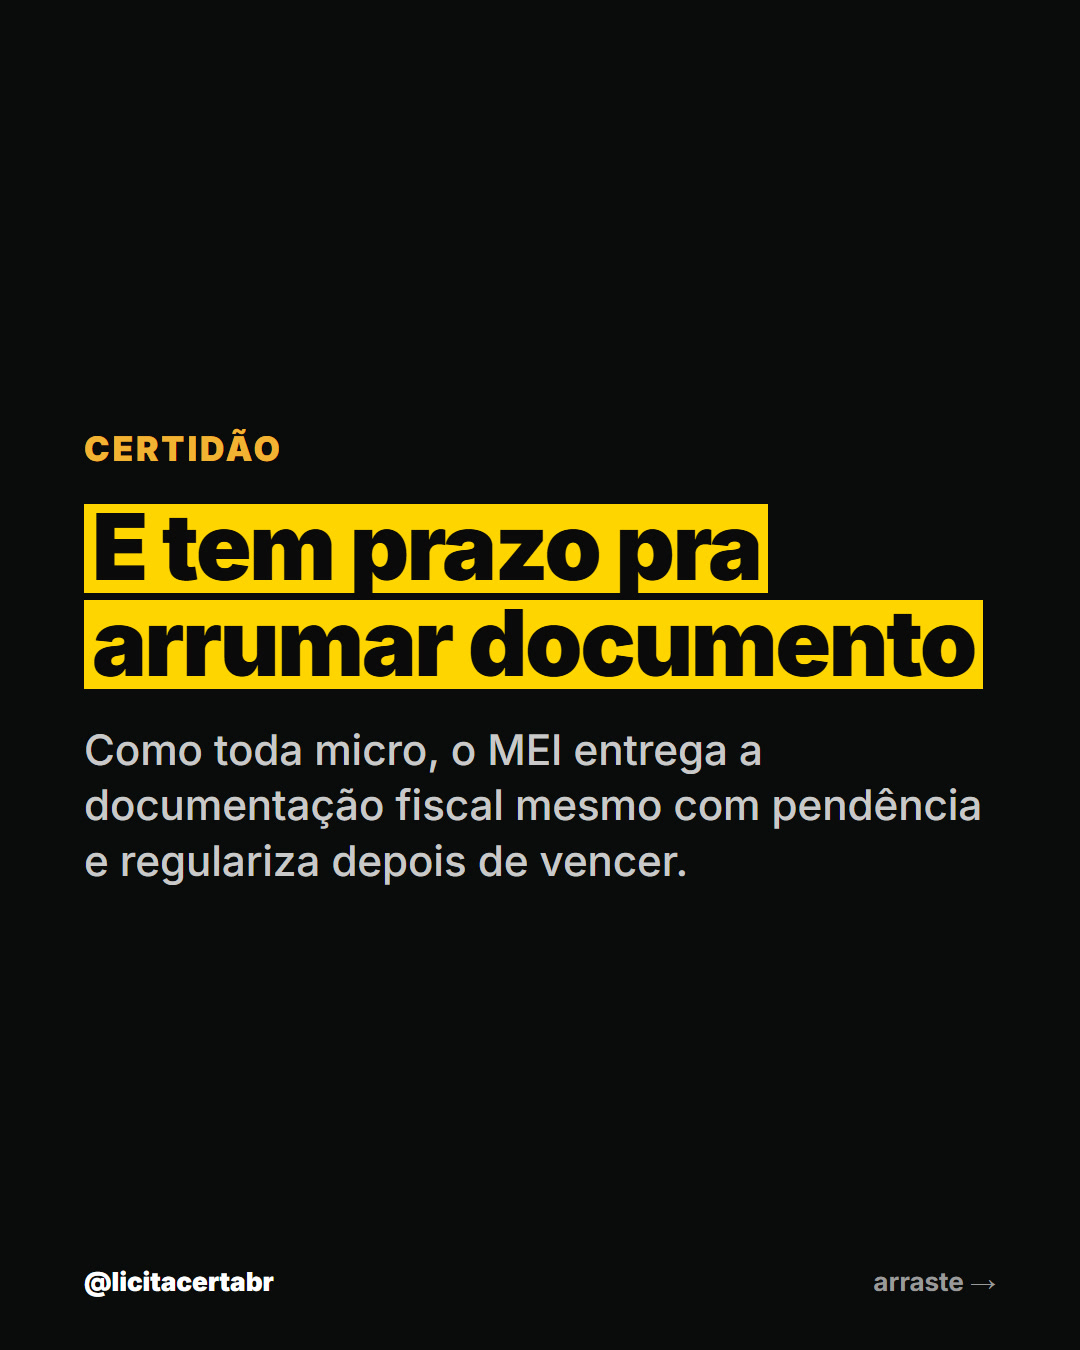 CERTIDÃO
E tem prazo pra
arrumar documento
Como toda micro, o MEI entrega a
documentação fiscal mesmo com pendência
e regulariza depois de vencer.
@licitacertabr
arraste →